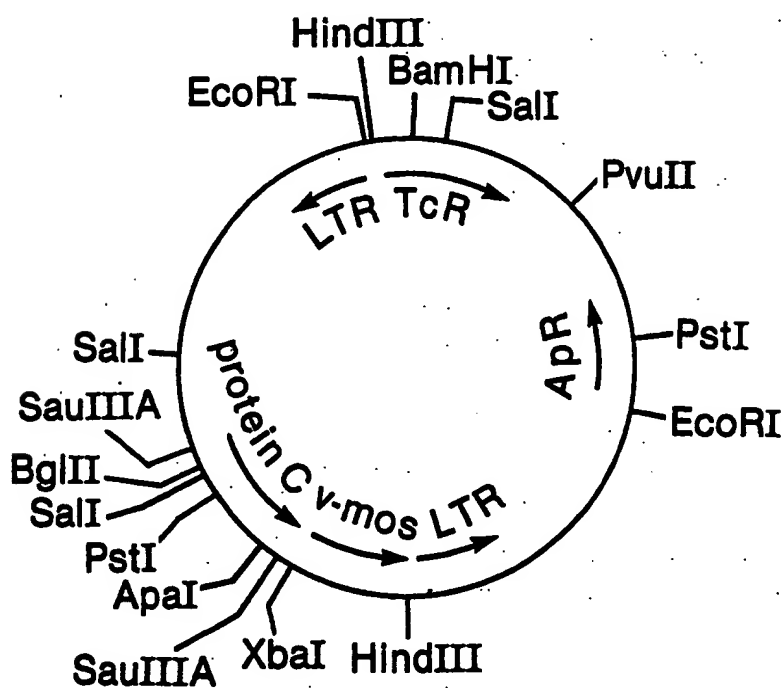 HindIII
BamHI
EcoRI
SalI
PvuII
LTR TcR
ApR
PstI
EcoRI
SalI
SauIIIA
BglII
SalI
PstI
ApaI
SauIIIA
XbaI
HindIII
protein C v-mos LTR